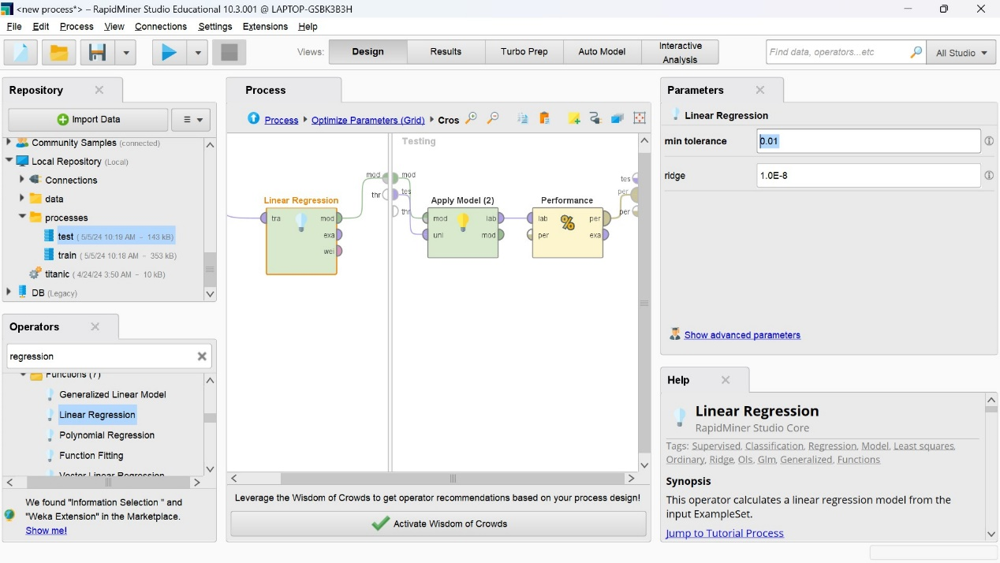 <new process*> – RapidMiner Studio Educational 10.3.001 @ LAPTOP-GSBK3B3H
File Edit Process View Connections Settings Extensions Help
Views: Design Results Turbo Prep Auto Model Interactive Analysis
Find data, operators...etc All Studio
Repository
Import Data
Community Samples (connected)
Local Repository (Local)
Connections
data
processes
test ( 5/5/24 10:19 AM – 143 kB)
train ( 5/5/24 10:18 AM – 353 kB)
titanic ( 4/24/24 3:50 AM – 10 kB)
DB (Legacy)
Operators
regression
Functions (7)
Generalized Linear Model
Linear Regression
Polynomial Regression
Function Fitting
Vector Linear Regression
We found "Information Selection " and
"Weka Extension" in the Marketplace.
Show me!
Process
Process Optimize Parameters (Grid) Cros
Testing
mod mod
thr tes
thr
tes
per
per
Linear Regression
tra mod
exa
wei
Apply Model (2)
mod lab
uni mod
Performance
lab per
per exa
Leverage the Wisdom of Crowds to get operator recommendations based on your process design!
Activate Wisdom of Crowds
Parameters
Linear Regression
min tolerance 0.01
ridge 1.0E-8
Show advanced parameters
Help
Linear Regression
RapidMiner Studio Core
Tags: Supervised, Classification, Regression, Model, Least squares,
Ordinary, Ridge, Ols, Glm, Generalized, Functions
Synopsis
This operator calculates a linear regression model from the
input ExampleSet.
Jump to Tutorial Process